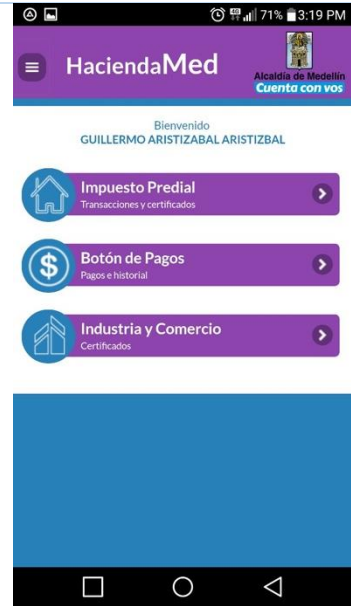 71% 3:19 PM
HaciendaMed
Alcaldía de Medellín
Cuenta con vos
Bienvenido
GUILLERMO ARISTIZABAL ARISTIZBAL
Impuesto Predial
Transacciones y certificados
$
Botón de Pagos
Pagos e historial
Industria y Comercio
Certificados